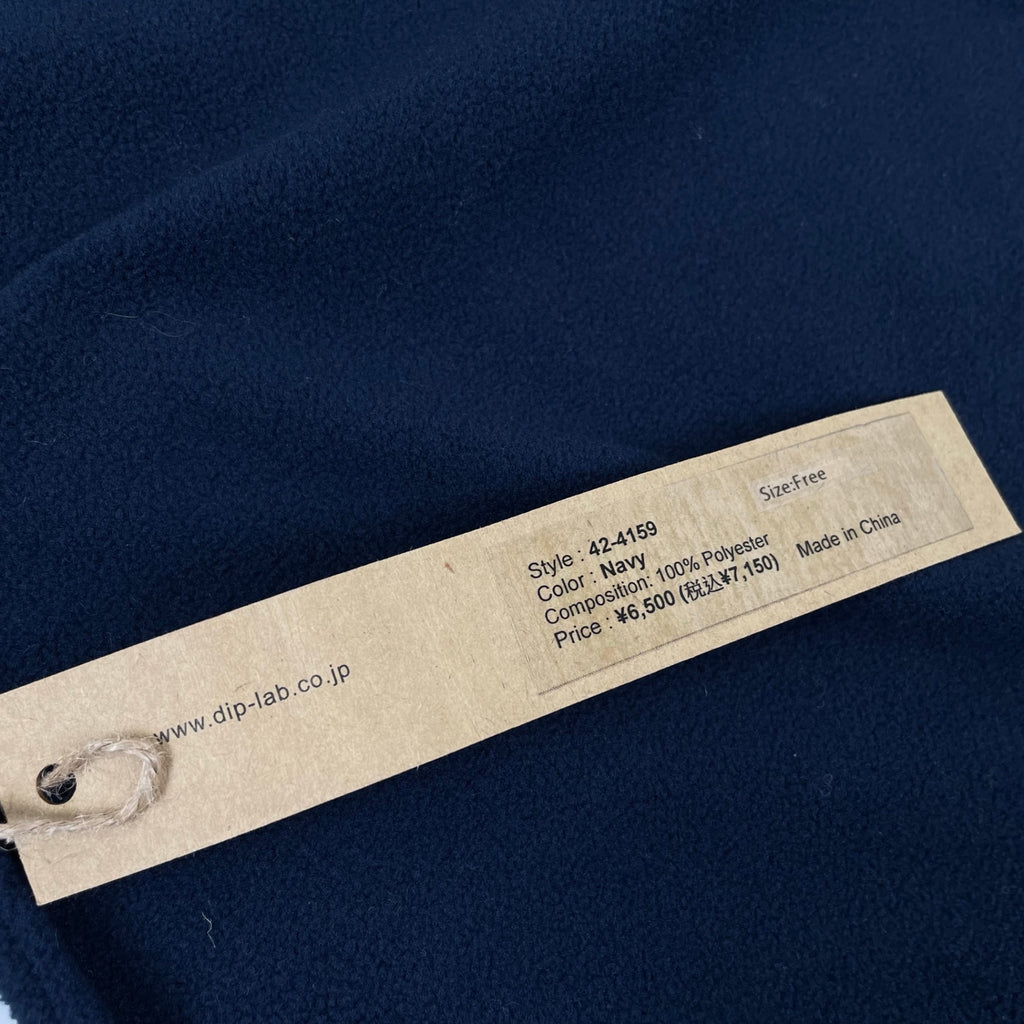 www.dip-lab.co.jp
Size:Free
Style : 42-4159
Color : Navy
Composition: 100% Polyester
Price : ¥6,500 (税込¥7,150)
Made in China